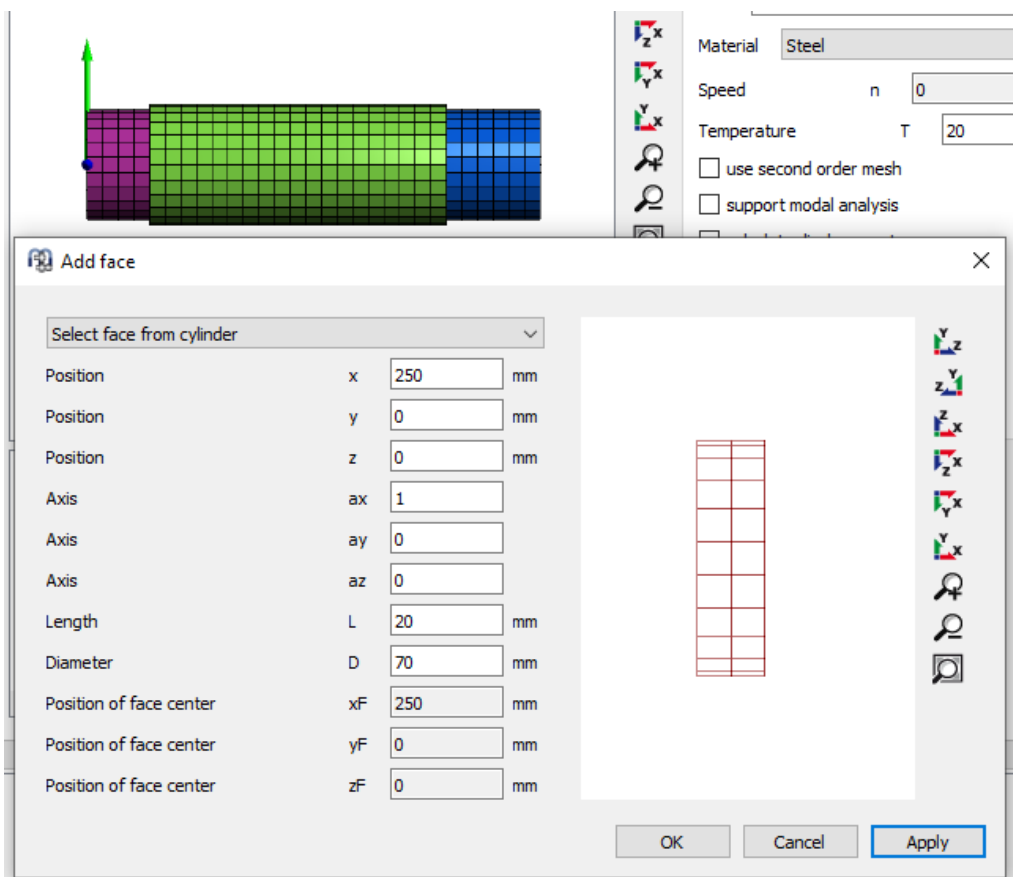 Material Steel
Speed n 0
Temperature T 20
use second order mesh
support modal analysis
Add face
Select face from cylinder
Position x 250 mm
Position y 0 mm
Position z 0 mm
Axis ax 1
Axis ay 0
Axis az 0
Length L 20 mm
Diameter D 70 mm
Position of face center xF 250 mm
Position of face center yF 0 mm
Position of face center zF 0 mm
Z X
Y X
Y X
Y Z
Z Y
Z X
Z X
Y X
Y X
OK Cancel Apply